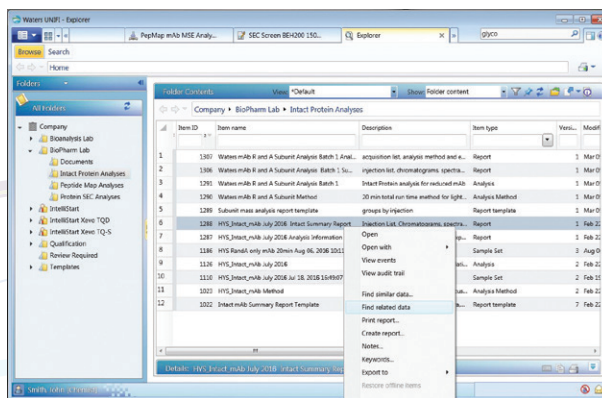 Waters UNIFI - Explorer
PepMap mAb MSE Analy... SEC Screen BEH200 150... Explorer glyco
Browse Search
Home
Folders
All Folders
Company
Bioanalysis Lab
BioPharm Lab
Documents
Intact Protein Analyses
Peptide Map Analyses
Protein SEC Analyses
IntelliStart
IntelliStart Xevo TQD
IntelliStart Xevo TQ-S
Qualification
Review Required
Templates
Folder Contents View: *Default Show: Folder content
Company BioPharm Lab Intact Protein Analyses
Item ID Item name Description Item type Versi... Modif
1 1307 Waters mAb R and A Subunit Analysis Batch 1 Anal... acquisition list, analysis method and e... Report 1 Mar 0
2 1306 Waters mAb R and A Subunit Analysis Batch 1 Su... injection list, chromatograms, spectra... Report 1 Mar 0
3 1291 Waters mAb R and A Subunit Analysis Batch 1 Intact Protein analysis for reduced mAb Analysis 1 Mar 0
4 1290 Waters mAb R and A Subunit Method 20 min total run time method for light... Analysis Method 1 Mar 0
5 1289 Subunit mass analysis report template groups by injection Report template 1 Mar 0
6 1288 HYS_Intact_mAb July 2016 Intact Summary Report Injection List, Chromatograms, spectra... Report 1 Feb 2
7 1287 HYS_Intact_mAb July 2016 Analysis information Report 1 Feb 2
8 1186 HYS RandA only mAb 20min Aug 06, 2016 10:11 Sample Set 3 Aug 0
9 1126 HYS_Intact_mAb July 2016 Analysis 2 Feb 2
10 1110 HYS_Intact_mAb July 2016 Jul 18, 2016 16:49:07 Sample Set 2 Feb 1
11 1023 HYS_Intact_mAb Method Analysis Method 2 Feb 2
12 1022 Intact mAb Summary Report Template Report template 7 Feb 2
Open
Open with
View events
View audit trail
Find similar data...
Find related data
Print report...
Create report...
Notes...
Keywords...
Export to
Restore offline items
Details: HYS_Intact_mAb July 2016 Intact Summary Rep
Smith, John